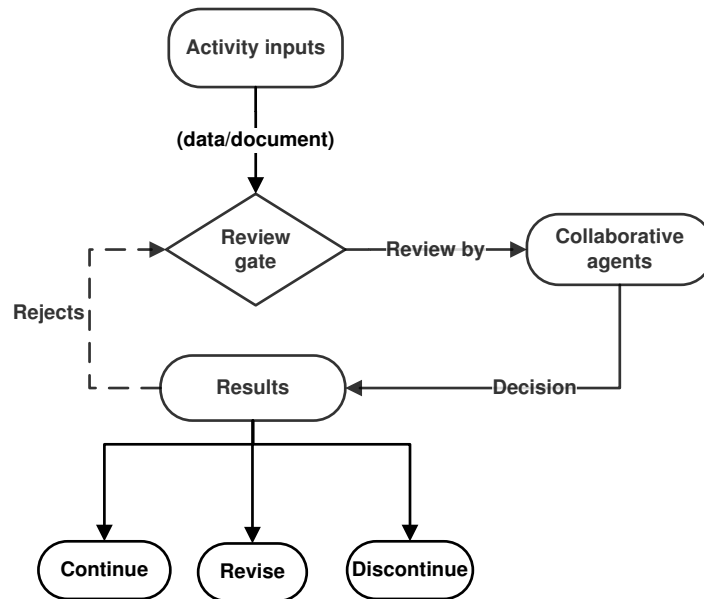 Activity inputs
(data/document)
Review
gate
Review by
Collaborative
agents
Rejects
Results
Decision
Continue
Revise
Discontinue